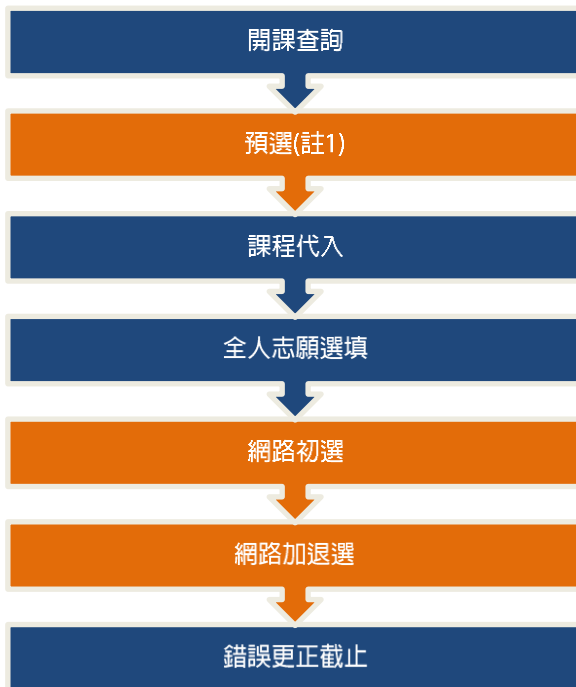 開課查詢
預選(註1)
課程代入
全人志願選填
網路初選
網路加退選
錯誤更正截止